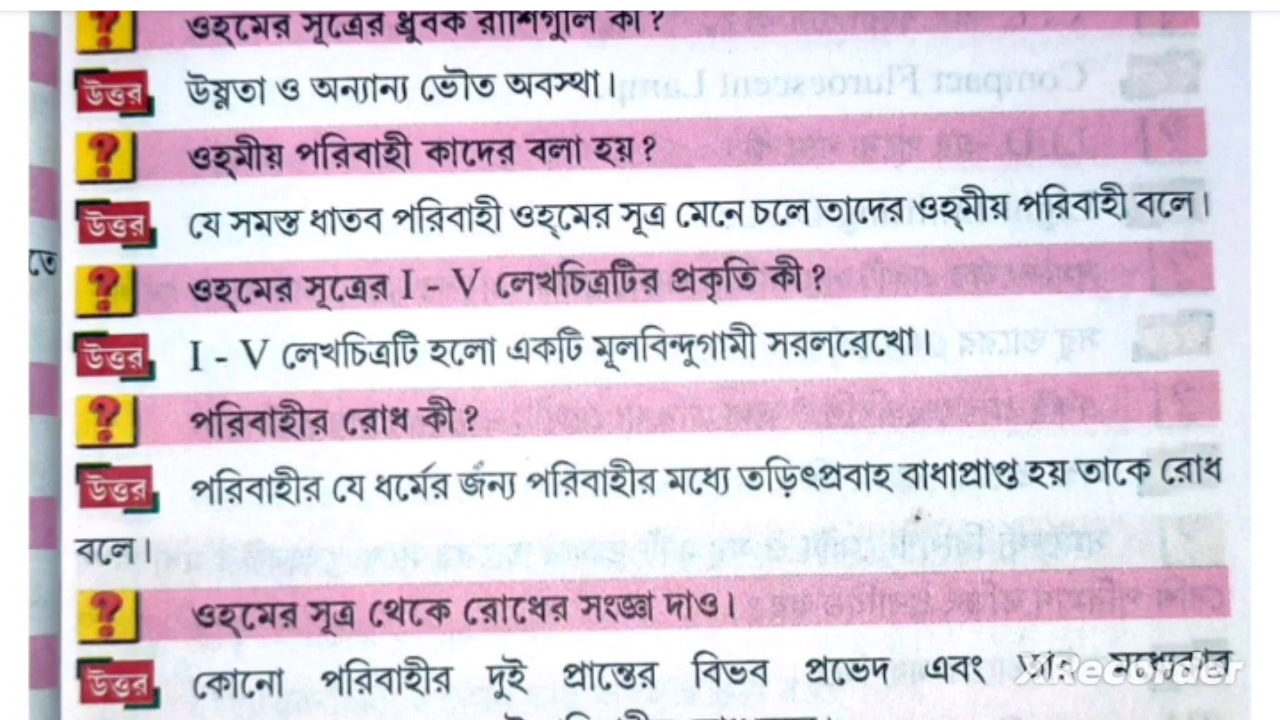 ওহ্‌মের সূত্রের ধ্রুবক রাশিগুলি কী?
উত্তর উষ্ণতা ও অন্যান্য ভৌত অবস্থা।
ওহ্‌মীয় পরিবাহী কাদের বলা হয়?
উত্তর যে সমস্ত ধাতব পরিবাহী ওহ্‌মের সূত্র মেনে চলে তাদের ওহ্‌মীয় পরিবাহী বলে।
তে
ওহ্‌মের সূত্রের I - V লেখচিত্রটির প্রকৃতি কী?
উত্তর I - V লেখচিত্রটি হলো একটি মূলবিন্দুগামী সরলরেখো।
পরিবাহীর রোধ কী?
উত্তর পরিবাহীর যে ধর্মের জন্য পরিবাহীর মধ্যে তড়িৎপ্রবাহ বাধাপ্রাপ্ত হয় তাকে রোধ
বলে।
ওহ্‌মের সূত্র থেকে রোধের সংজ্ঞা দাও।
উত্তর কোনো পরিবাহীর দুই প্রান্তের বিভব প্রভেদ এবং
XRecorder